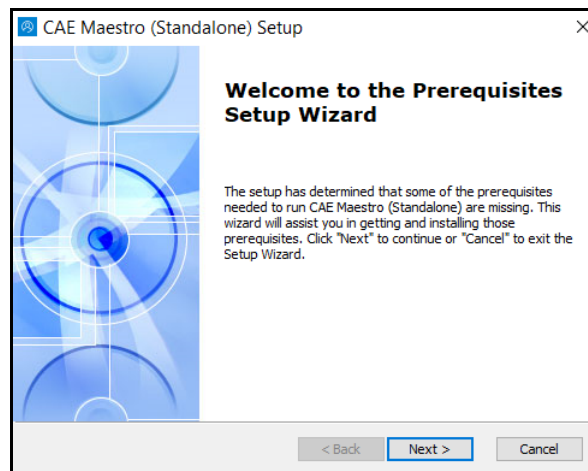 CAE Maestro (Standalone) Setup
Welcome to the Prerequisites
Setup Wizard
The setup has determined that some of the prerequisites
needed to run CAE Maestro (Standalone) are missing. This
wizard will assist you in getting and installing those
prerequisites. Click "Next" to continue or "Cancel" to exit the
Setup Wizard.
< Back
Next >
Cancel